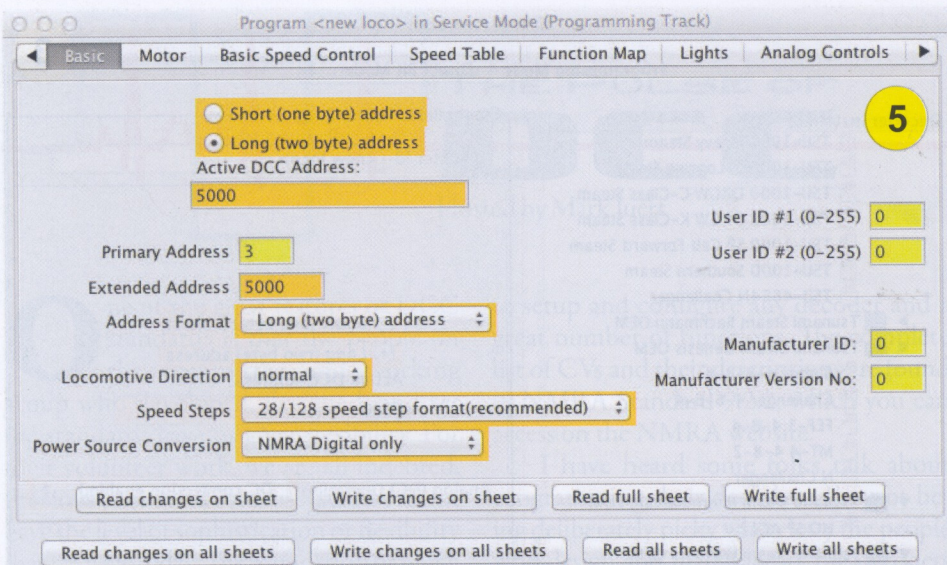 Program <new loco> in Service Mode (Programming Track)
Basic Motor Basic Speed Control Speed Table Function Map Lights Analog Controls
Short (one byte) address
5
Long (two byte) address
Active DCC Address:
5000
User ID #1 (0-255) 0
Primary Address 3
User ID #2 (0-255) 0
Extended Address 5000
Address Format Long (two byte) address
Manufacturer ID: 0
Locomotive Direction normal
Manufacturer Version No: 0
Speed Steps 28/128 speed step format(recommended)
Power Source Conversion NMRA Digital only
Read changes on sheet Write changes on sheet Read full sheet Write full sheet
Read changes on all sheets Write changes on all sheets Read all sheets Write all sheets